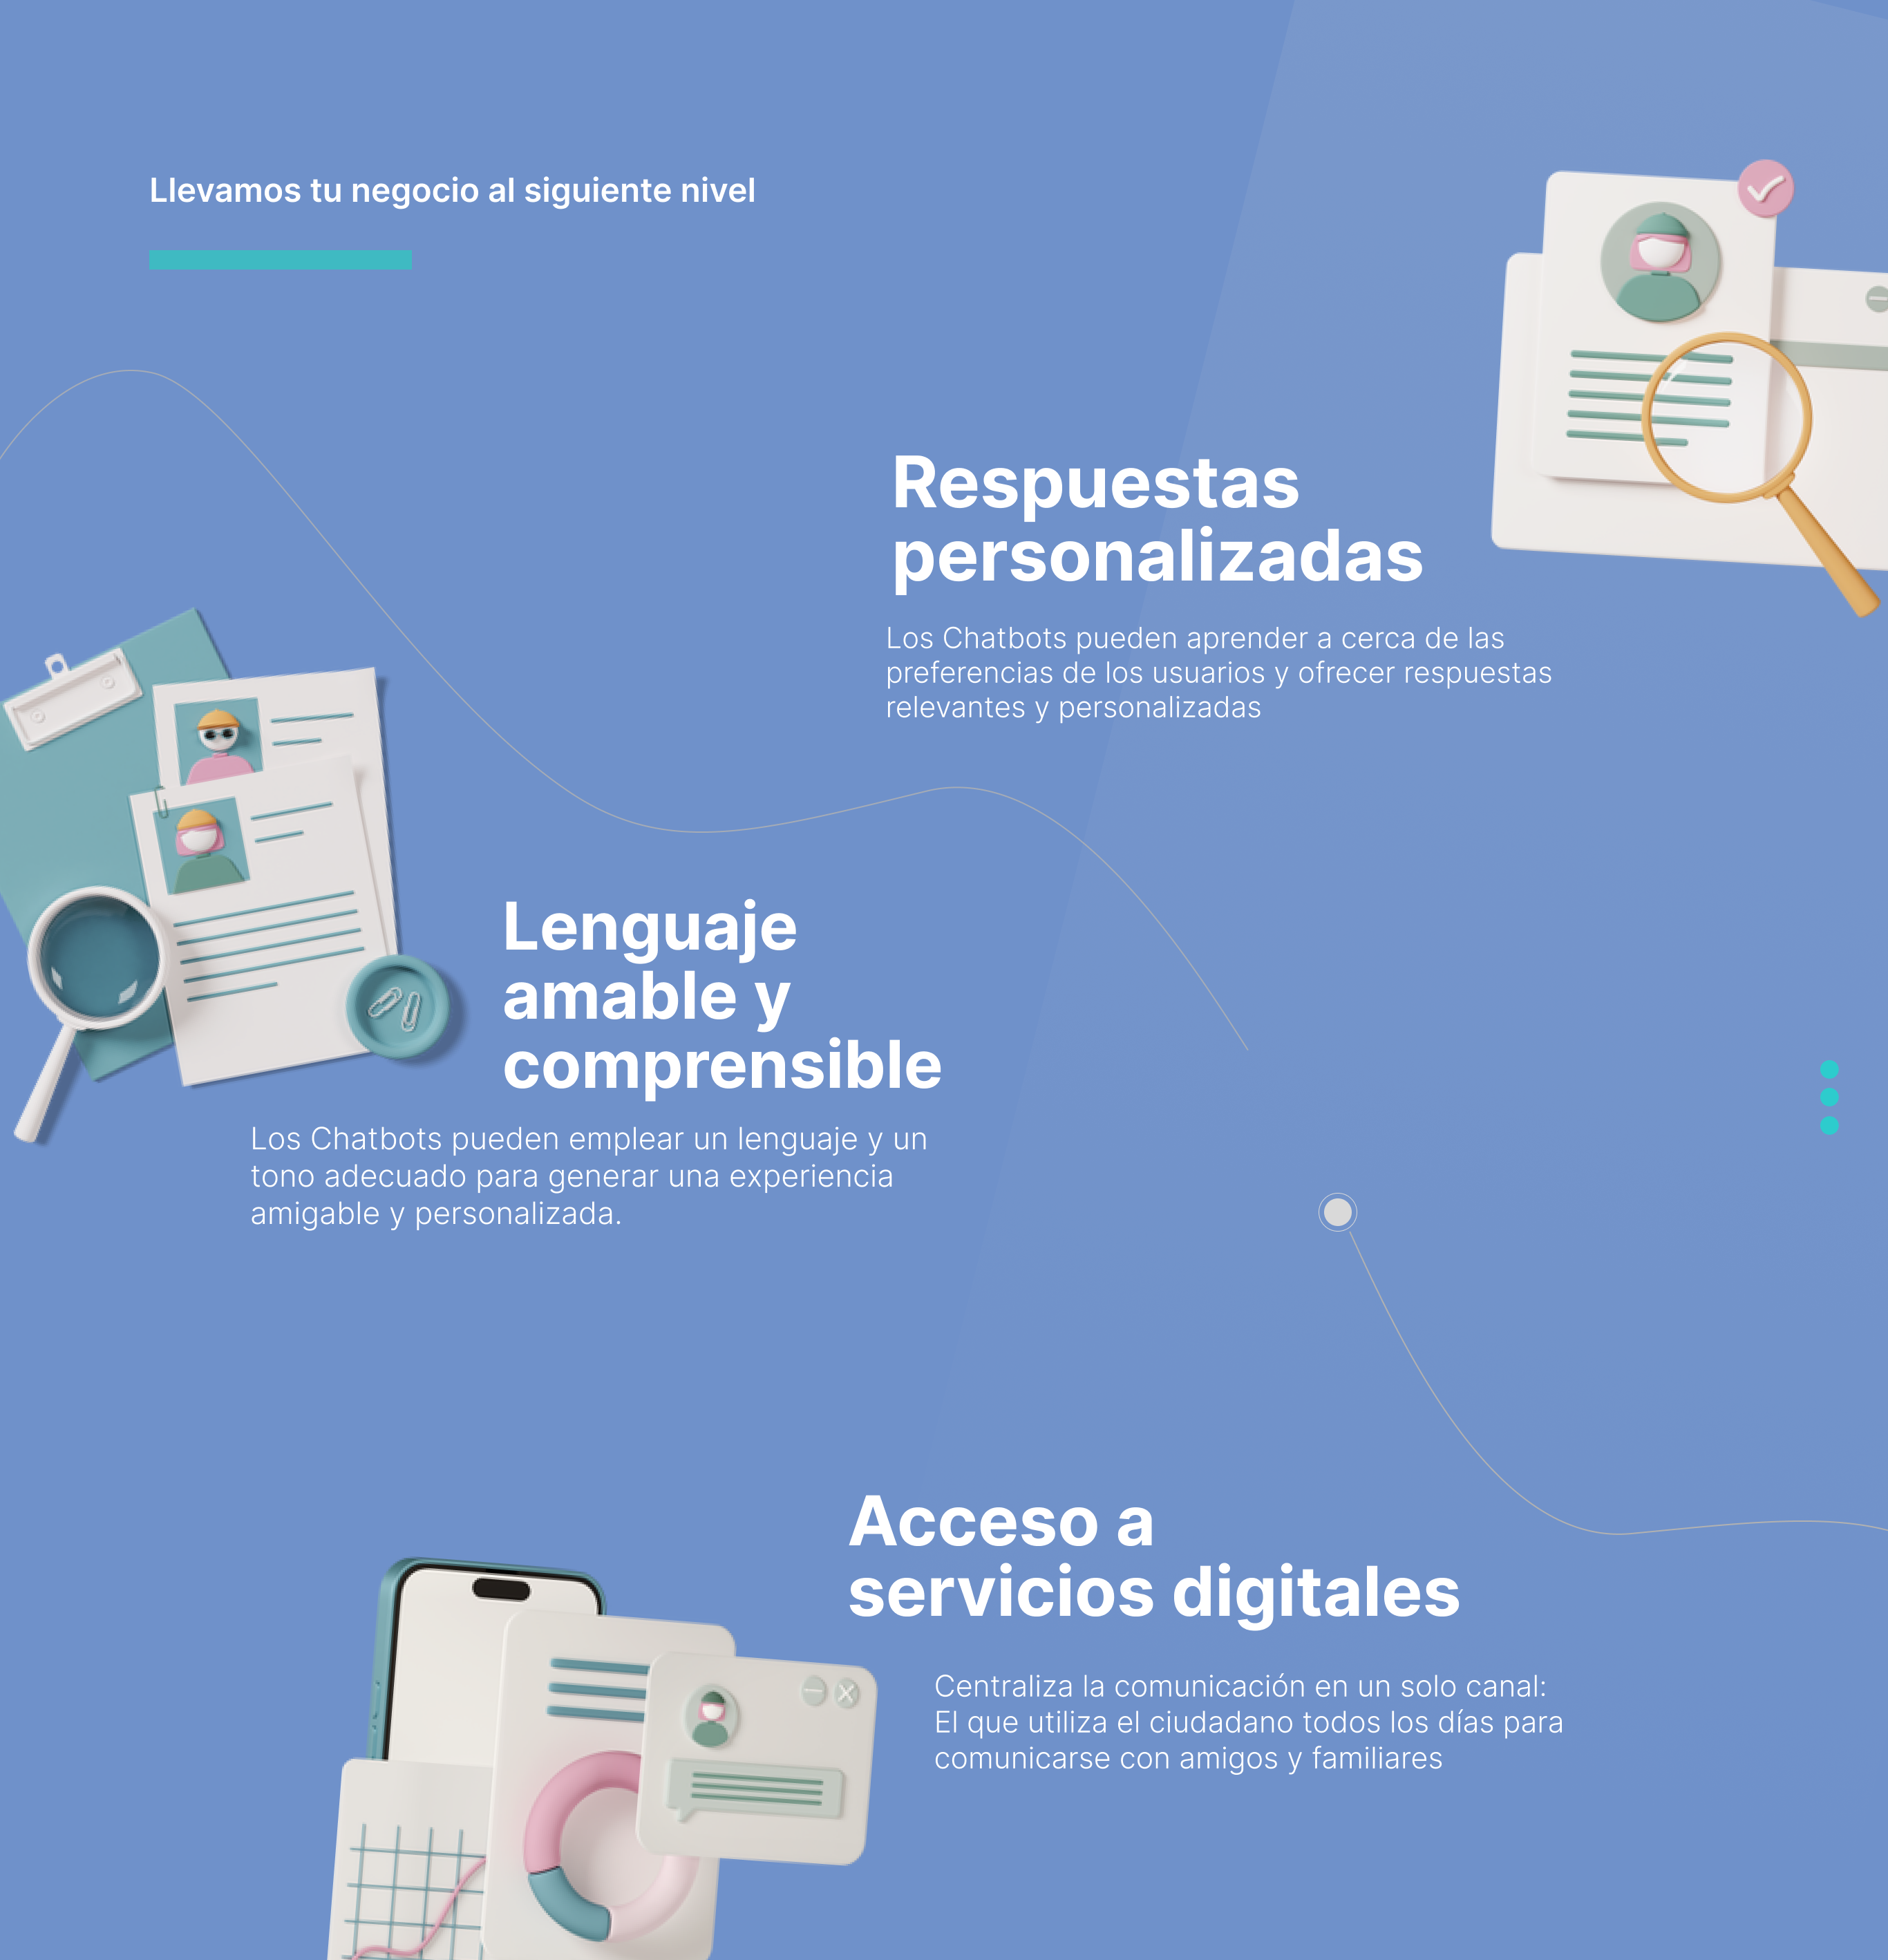 Llevamos tu negocio al siguiente nivel
Respuestas
personalizadas
Los Chatbots pueden aprender a cerca de las
preferencias de los usuarios y ofrecer respuestas
relevantes y personalizadas
Lenguaje
amable y
comprensible
Los Chatbots pueden emplear un lenguaje y un
tono adecuado para generar una experiencia
amigable y personalizada.
Acceso a
servicios digitales
Centraliza la comunicación en un solo canal:
El que utiliza el ciudadano todos los días para
comunicarse con amigos y familiares